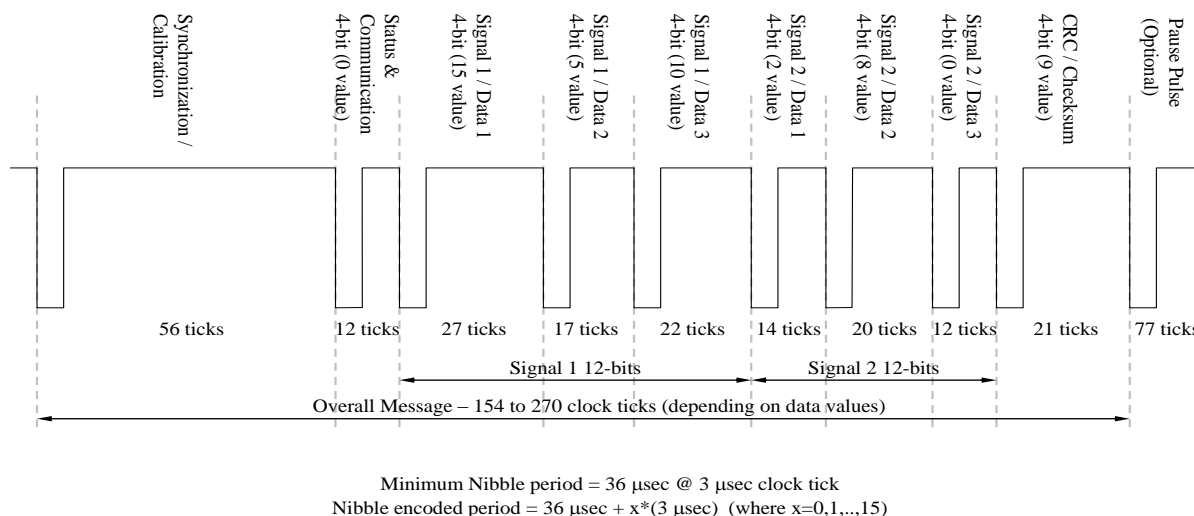 Synchronization /
Calibration
Status &
Communication
4-bit (0 value)
Signal 1 / Data 1
4-bit (15 value)
Signal 1 / Data 2
4-bit (5 value)
Signal 1 / Data 3
4-bit (10 value)
Signal 2 / Data 1
4-bit (2 value)
Signal 2 / Data 2
4-bit (8 value)
Signal 2 / Data 3
4-bit (0 value)
CRC / Checksum
4-bit (9 value)
Pause Pulse
(Optional)
56 ticks
12 ticks
27 ticks
17 ticks
22 ticks
14 ticks
20 ticks
12 ticks
21 ticks
77 ticks
Signal 1 12-bits
Signal 2 12-bits
Overall Message – 154 to 270 clock ticks (depending on data values)
Minimum Nibble period = 36 μsec @ 3 μsec clock tick
Nibble encoded period = 36 μsec + x*(3 μsec) (where x=0,1,..,15)